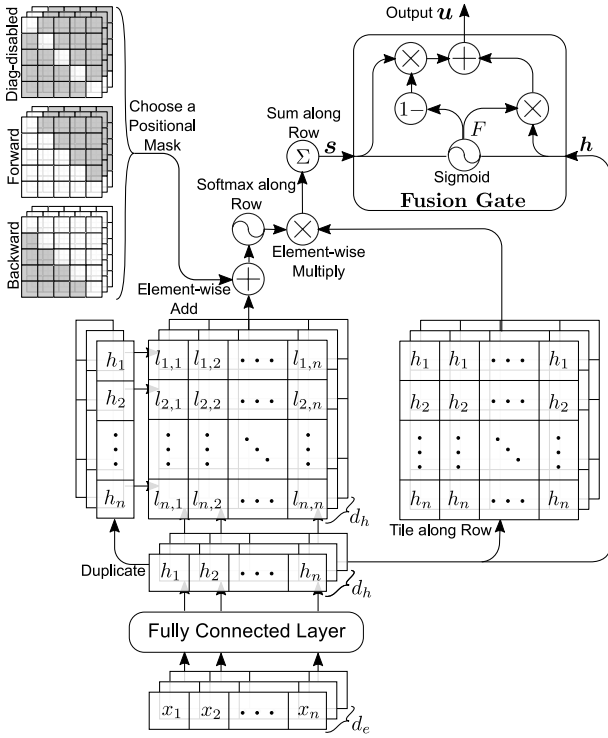 Output u
Diag-disabled
Forward
Backward
Choose a
Positional
Mask
× +
1− F ×
Sum along
Row
Σ s
Sigmoid
h
Fusion Gate
Softmax along
Row
×
Element-wise
Multiply
+
Element-wise
Add
h1 l1,1 l1,2 ··· l1,n
h2 l2,1 l2,2 ··· l2,n
⋮ ⋮ ⋮ ⋱ ⋮
hn ln,1 ln,2 ··· ln,n
dh
h1 h1 ··· h1
h2 h2 ··· h2
⋮ ⋮ ⋱ ⋮
hn hn ··· hn
Tile along Row
Duplicate
h1 h2 ··· hn
dh
Fully Connected Layer
x1 x2 ··· xn
de